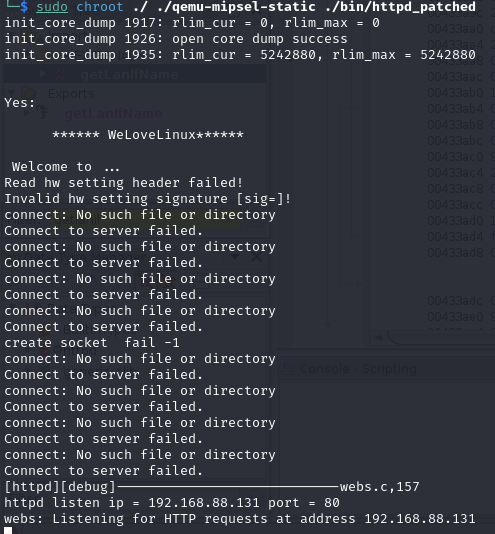 └─$ sudo chroot ./ ./qemu-mipsel-static ./bin/httpd_patched
init_core_dump 1917: rlim_cur = 0, rlim_max = 0
init_core_dump 1926: open core dump success
init_core_dump 1935: rlim_cur = 5242880, rlim_max = 5242880
getLanIfName
Exports
Yes:
getLanIfName
****** WeLoveLinux******
Welcome to ...
Read hw setting header failed!
Invalid hw setting signature [sig=]!
connect: No such file or directory
Connect to server failed.
connect: No such file or directory
Connect to server failed.
connect: No such file or directory
Connect to server failed.
connect: No such file or directory
Connect to server failed.
create socket  fail -1
connect: No such file or directory
Connect to server failed.
Console - Scripting
connect: No such file or directory
Connect to server failed.
connect: No such file or directory
Connect to server failed.
connect: No such file or directory
Connect to server failed.
[httpd][debug]----------------------------webs.c,157
httpd listen ip = 192.168.88.131 port = 80
webs: Listening for HTTP requests at address 192.168.88.131